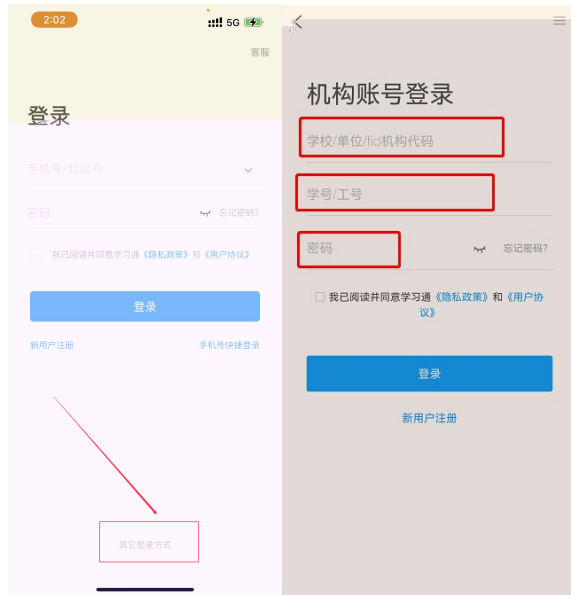 2:02
5G
客服
登录
手机号/超星号
密码
忘记密码?
我已阅读并同意学习通《隐私政策》和《用户协议》
登录
新用户注册
手机号快捷登录
其它登录方式
机构账号登录
学校/单位/fid机构代码
学号/工号
密码
忘记密码?
我已阅读并同意学习通《隐私政策》和《用户协
议》
登录
新用户注册